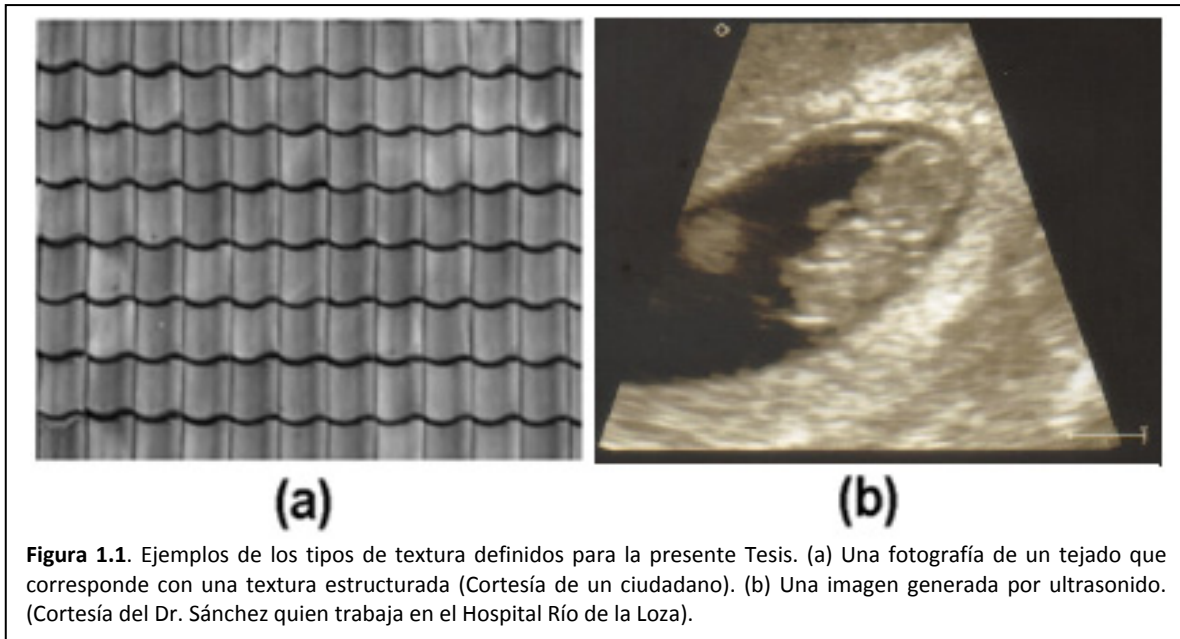 (a)
(b)
Figura 1.1. Ejemplos de los tipos de textura definidos para la presente Tesis. (a) Una fotografía de un tejado que
corresponde con una textura estructurada (Cortesía de un ciudadano). (b) Una imagen generada por ultrasonido.
(Cortesía del Dr. Sánchez quien trabaja en el Hospital Río de la Loza).